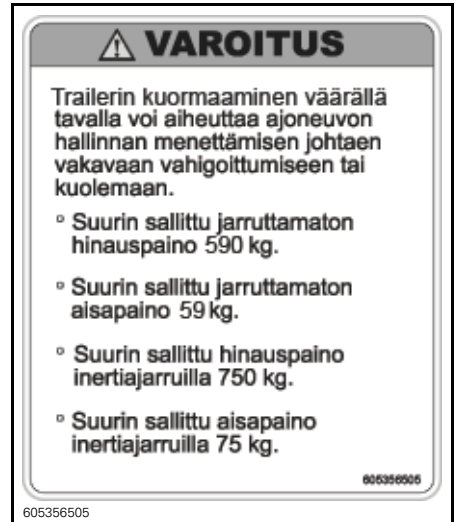 ⚠ VAROITUS
Trailerin kuormaaminen väärällä
tavalla voi aiheuttaa ajoneuvon
hallinnan menettämisen johtaen
vakavaan vahigoittumiseen tai
kuolemaan.
° Suurin sallittu jarruttamaton
hinauspaino 590 kg.
° Suurin sallittu jarruttamaton
aisapaino 59 kg.
° Suurin sallittu hinauspaino
inertiajarruilla 750 kg.
° Suurin sallittu aisapaino
inertiajarruilla 75 kg.
605356505
605356505